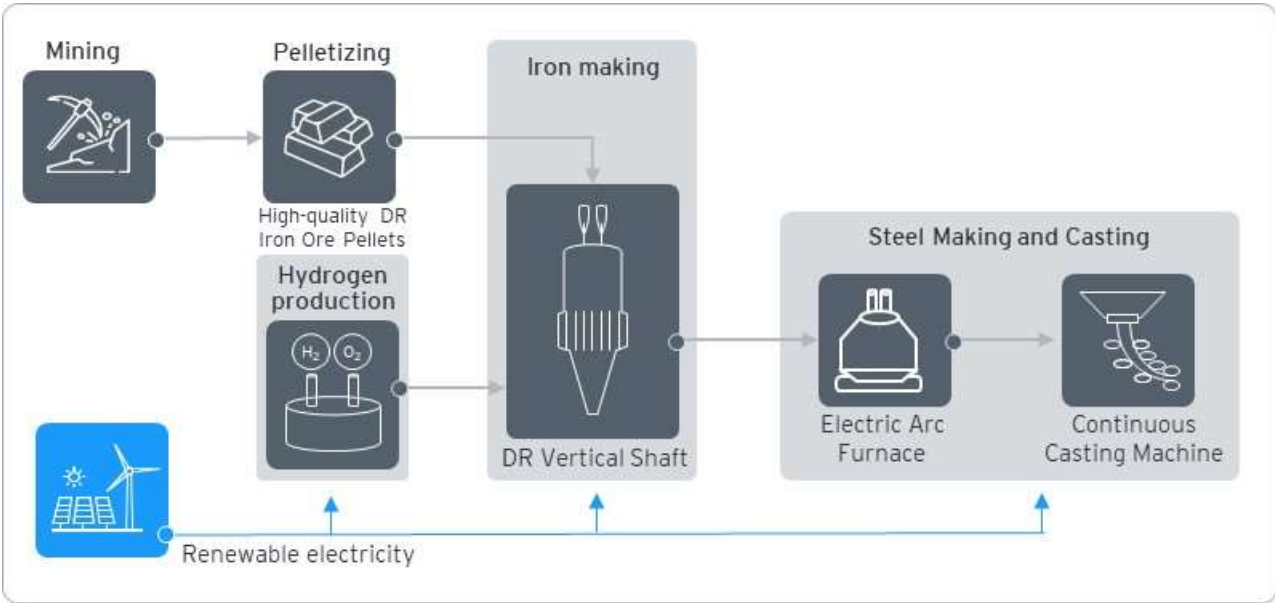 Mining
Pelletizing
High-quality DR
Iron Ore Pellets
Iron making
DR Vertical Shaft
Hydrogen
production
H₂
O₂
Steel Making and Casting
Electric Arc
Furnace
Continuous
Casting Machine
Renewable electricity